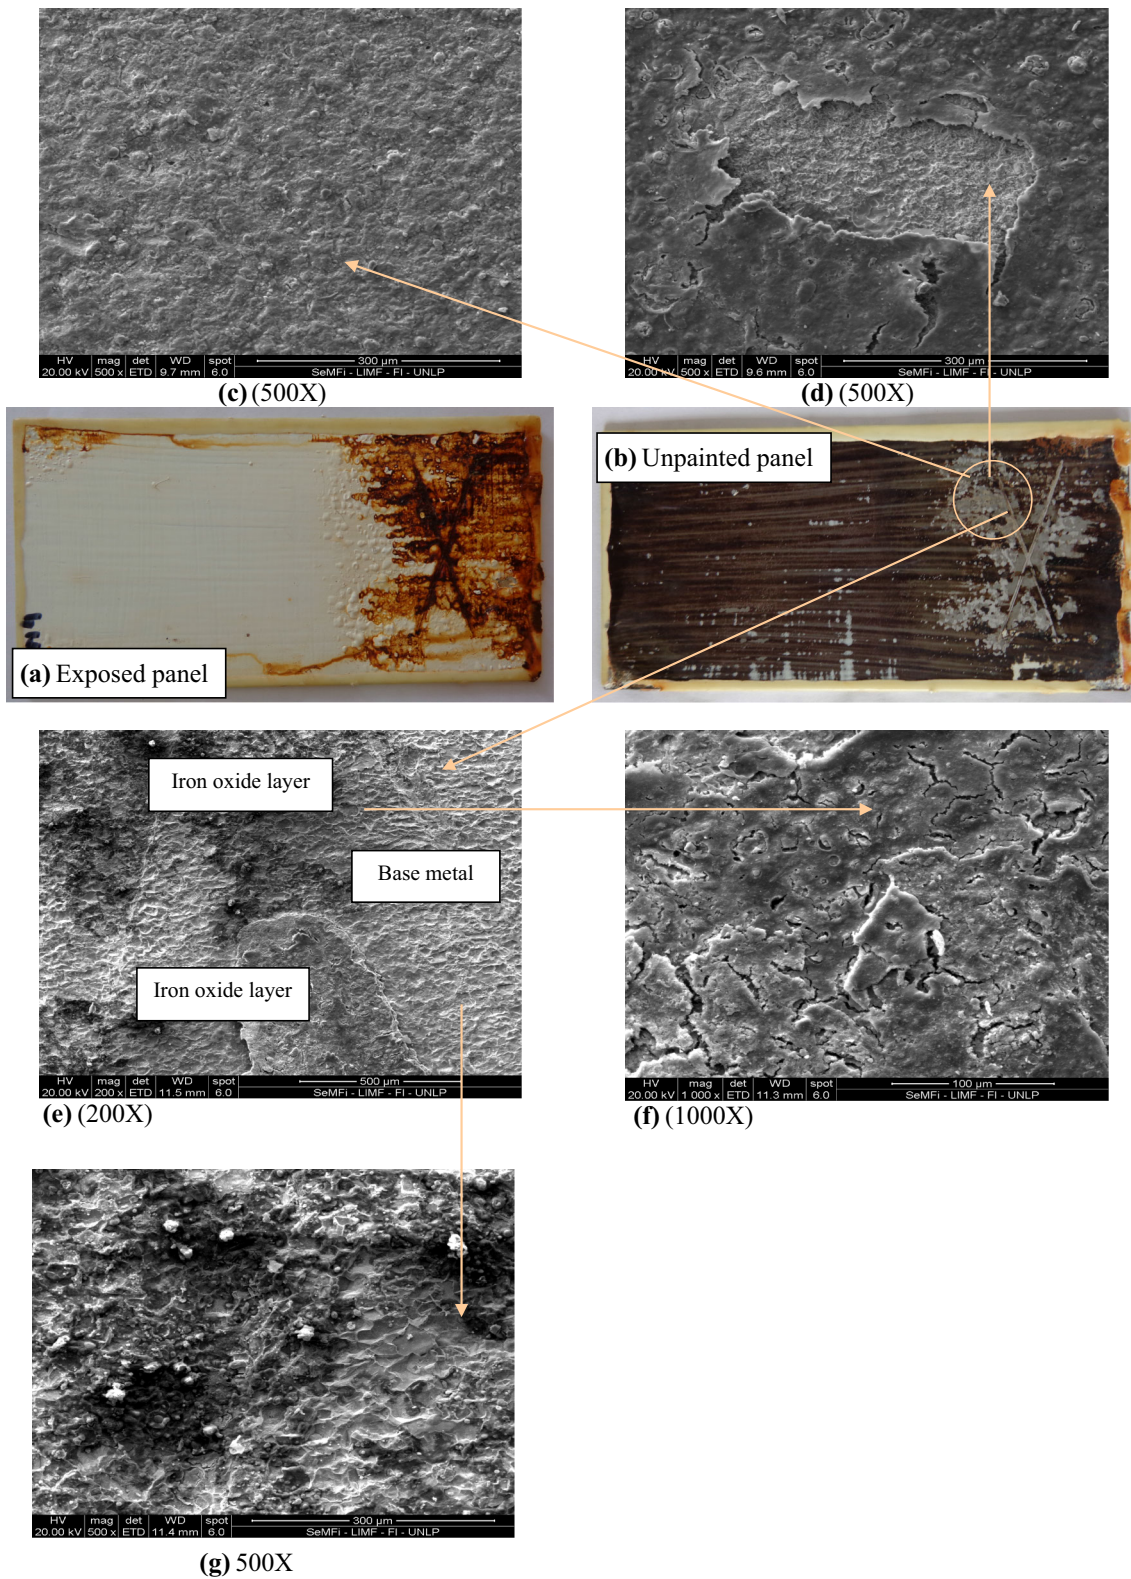 HV mag det WD spot 300 µm
20.00 kV 500 x ETD 9.7 mm 6.0 SeMFi - LIMF - FI - UNLP
(c) (500X)
HV mag det WD spot 300 µm
20.00 kV 500 x ETD 9.6 mm 6.0 SeMFi - LIMF - FI - UNLP
(d) (500X)
(a) Exposed panel
(b) Unpainted panel
Iron oxide layer
Base metal
Iron oxide layer
HV mag det WD spot 500 µm
20.00 kV 200 x ETD 11.5 mm 6.0 SeMFi - LIMF - FI - UNLP
(e) (200X)
HV mag det WD spot 100 µm
20.00 kV 1 000 x ETD 11.3 mm 6.0 SeMFi - LIMF - FI - UNLP
(f) (1000X)
HV mag det WD spot 300 µm
20.00 kV 500 x ETD 11.4 mm 6.0 SeMFi - LIMF - FI - UNLP
(g) 500X